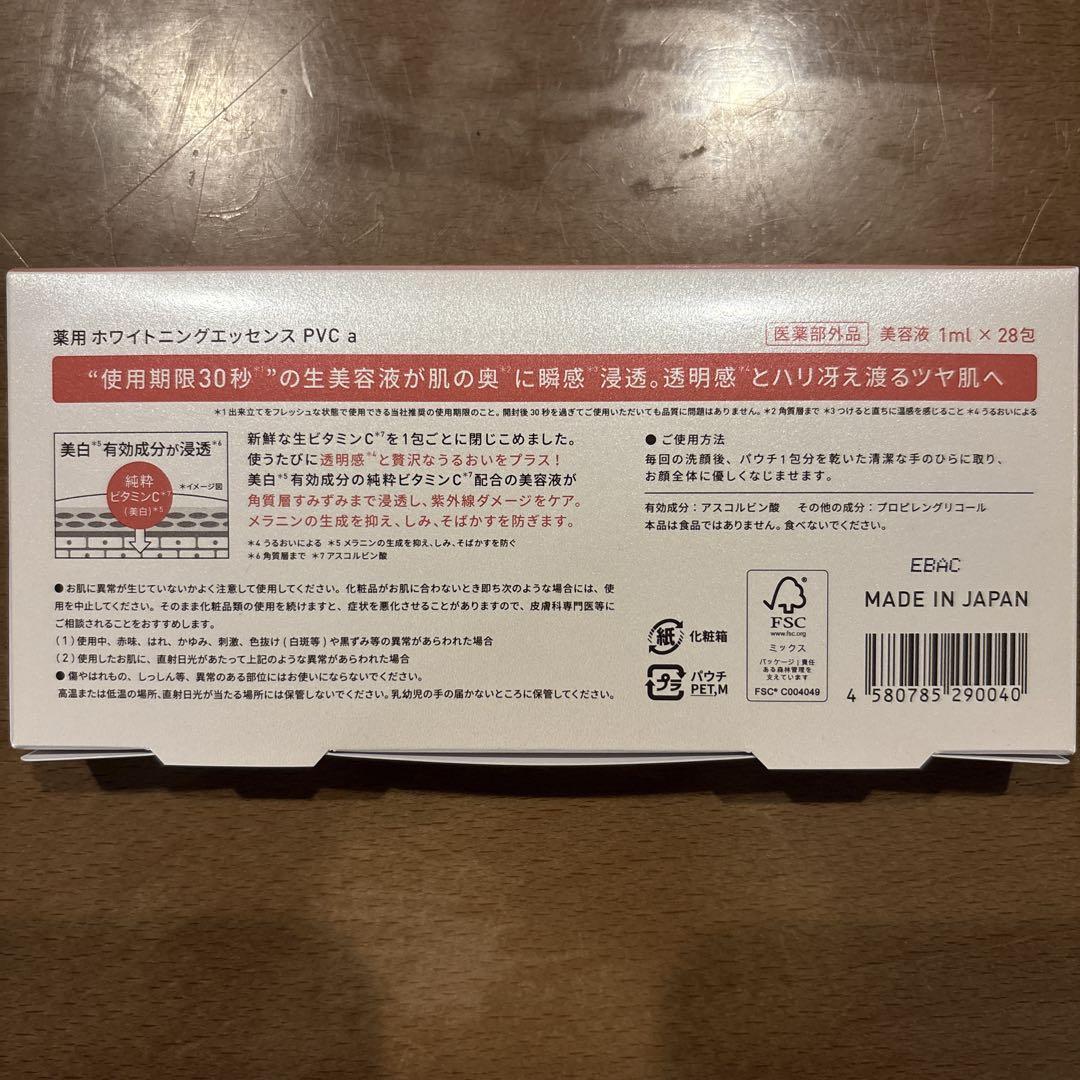 薬用 ホワイトニングエッセンス PVC a
医薬部外品 美容液 1ml × 28包
“使用期限30秒*1”の生美容液が肌の奥*2に瞬感*3浸透。透明感*4とハリ冴え渡るツヤ肌へ
*1 出来立てをフレッシュな状態で使用できる当社推奨の使用期限のこと。開封後30秒を過ぎてご使用いただいても品質に問題はありません。*2 角質層まで *3 つけると直ちに温感を感じること *4 うるおいによる
美白*5有効成分が浸透*6
純粋
ビタミンC*7
(美白)*5
*イメージ図
新鮮な生ビタミンC*7を1包ごとに閉じこめました。
使うたびに透明感*4と贅沢なうるおいをプラス!
美白*5有効成分の純粋ビタミンC*7配合の美容液が
角質層すみずみまで浸透し、紫外線ダメージをケア。
メラニンの生成を抑え、しみ、そばかすを防ぎます。
*4 うるおいによる *5 メラニンの生成を抑え、しみ、そばかすを防ぐ
*6 角質層まで *7 アスコルビン酸
● ご使用方法
毎回の洗顔後、パウチ1包分を乾いた清潔な手のひらに取り、
お顔全体に優しくなじませます。
有効成分:アスコルビン酸 その他の成分:プロピレングリコール
本品は食品ではありません。食べないでください。
●お肌に異常が生じていないかよく注意して使用してください。化粧品がお肌に合わないとき即ち次のような場合には、使
用を中止してください。そのまま化粧品類の使用を続けますと、症状を悪化させることがありますので、皮膚科専門医等に
ご相談されることをおすすめします。
(1)使用中、赤味、はれ、かゆみ、刺激、色抜け(白斑等)や黒ずみ等の異常があらわれた場合
(2)使用したお肌に、直射日光があたって上記のような異常があらわれた場合
● 傷やはれもの、しっしん等、異常のある部位にはお使いにならないでください。
高温または低温の場所、直射日光が当たる場所には保管しないでください。乳幼児の手の届かないところに保管してください。
紙 化粧箱
プラ パウチ
PET,M
FSC
www.fsc.org
ミックス
パッケージ|責任
ある森林管理を
支えています
FSC® C004049
EBAC
MADE IN JAPAN
4 580785 290040